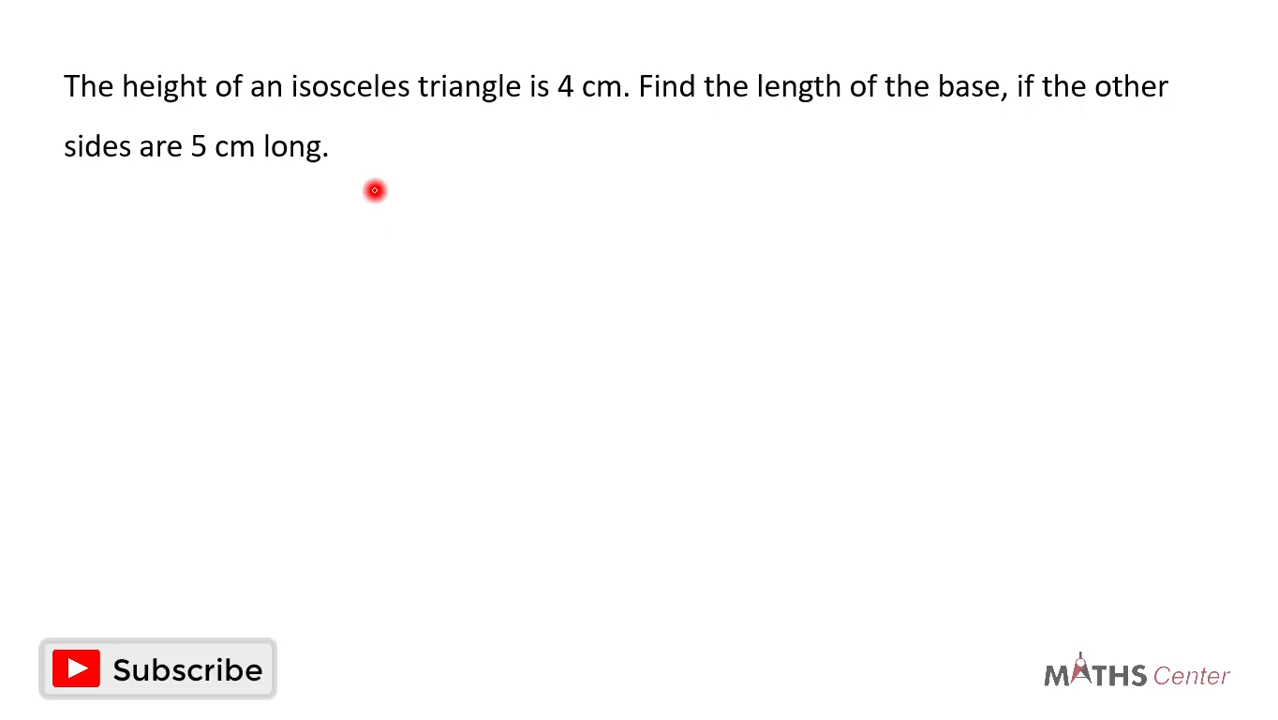 The height of an isosceles triangle is 4 cm. Find the length of the base, if the other
sides are 5 cm long.
Subscribe
MATHS Center